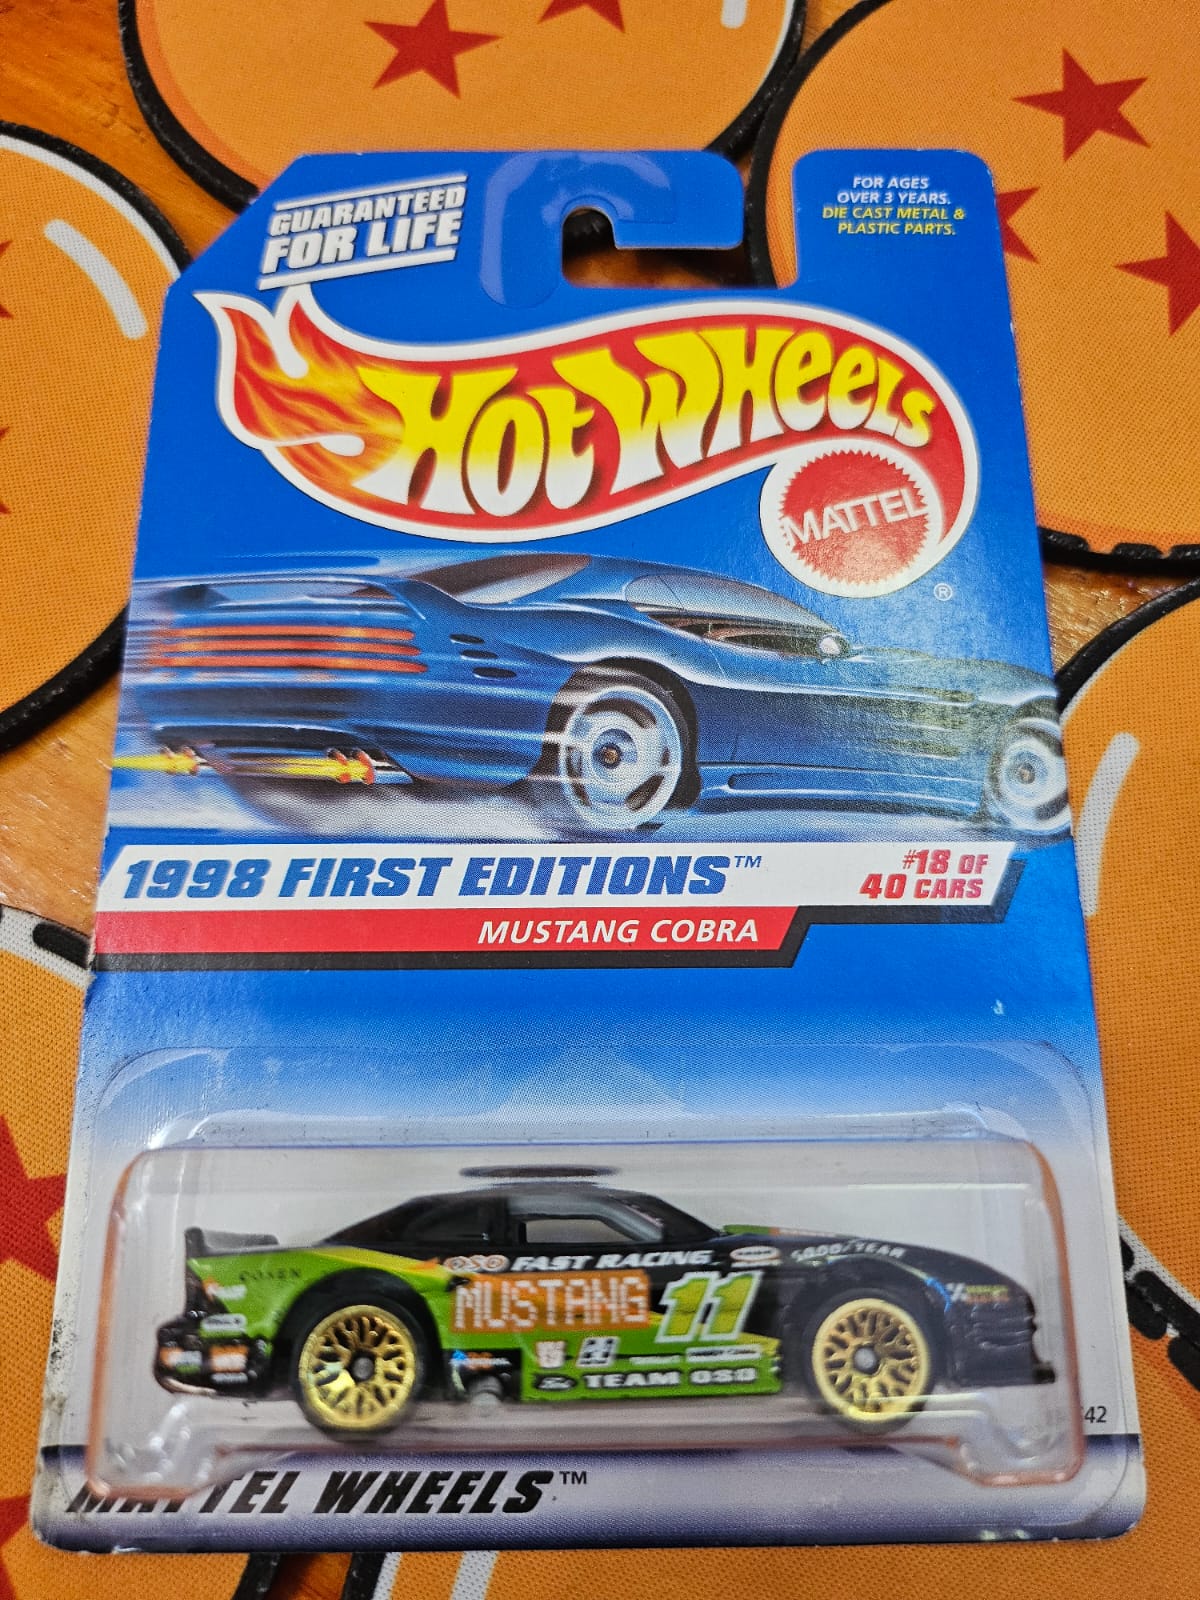 GUARANTEED
FOR LIFE
FOR AGES
OVER 3 YEARS.
DIE CAST METAL &
PLASTIC PARTS.
HOT WHEELS
MATTEL
®
1998 FIRST EDITIONS™
#18 OF
40 CARS
MUSTANG COBRA
FAST RACING
GOODYEAR
MUSTANG 11
Ford TEAM
42
MATTEL WHEELS™